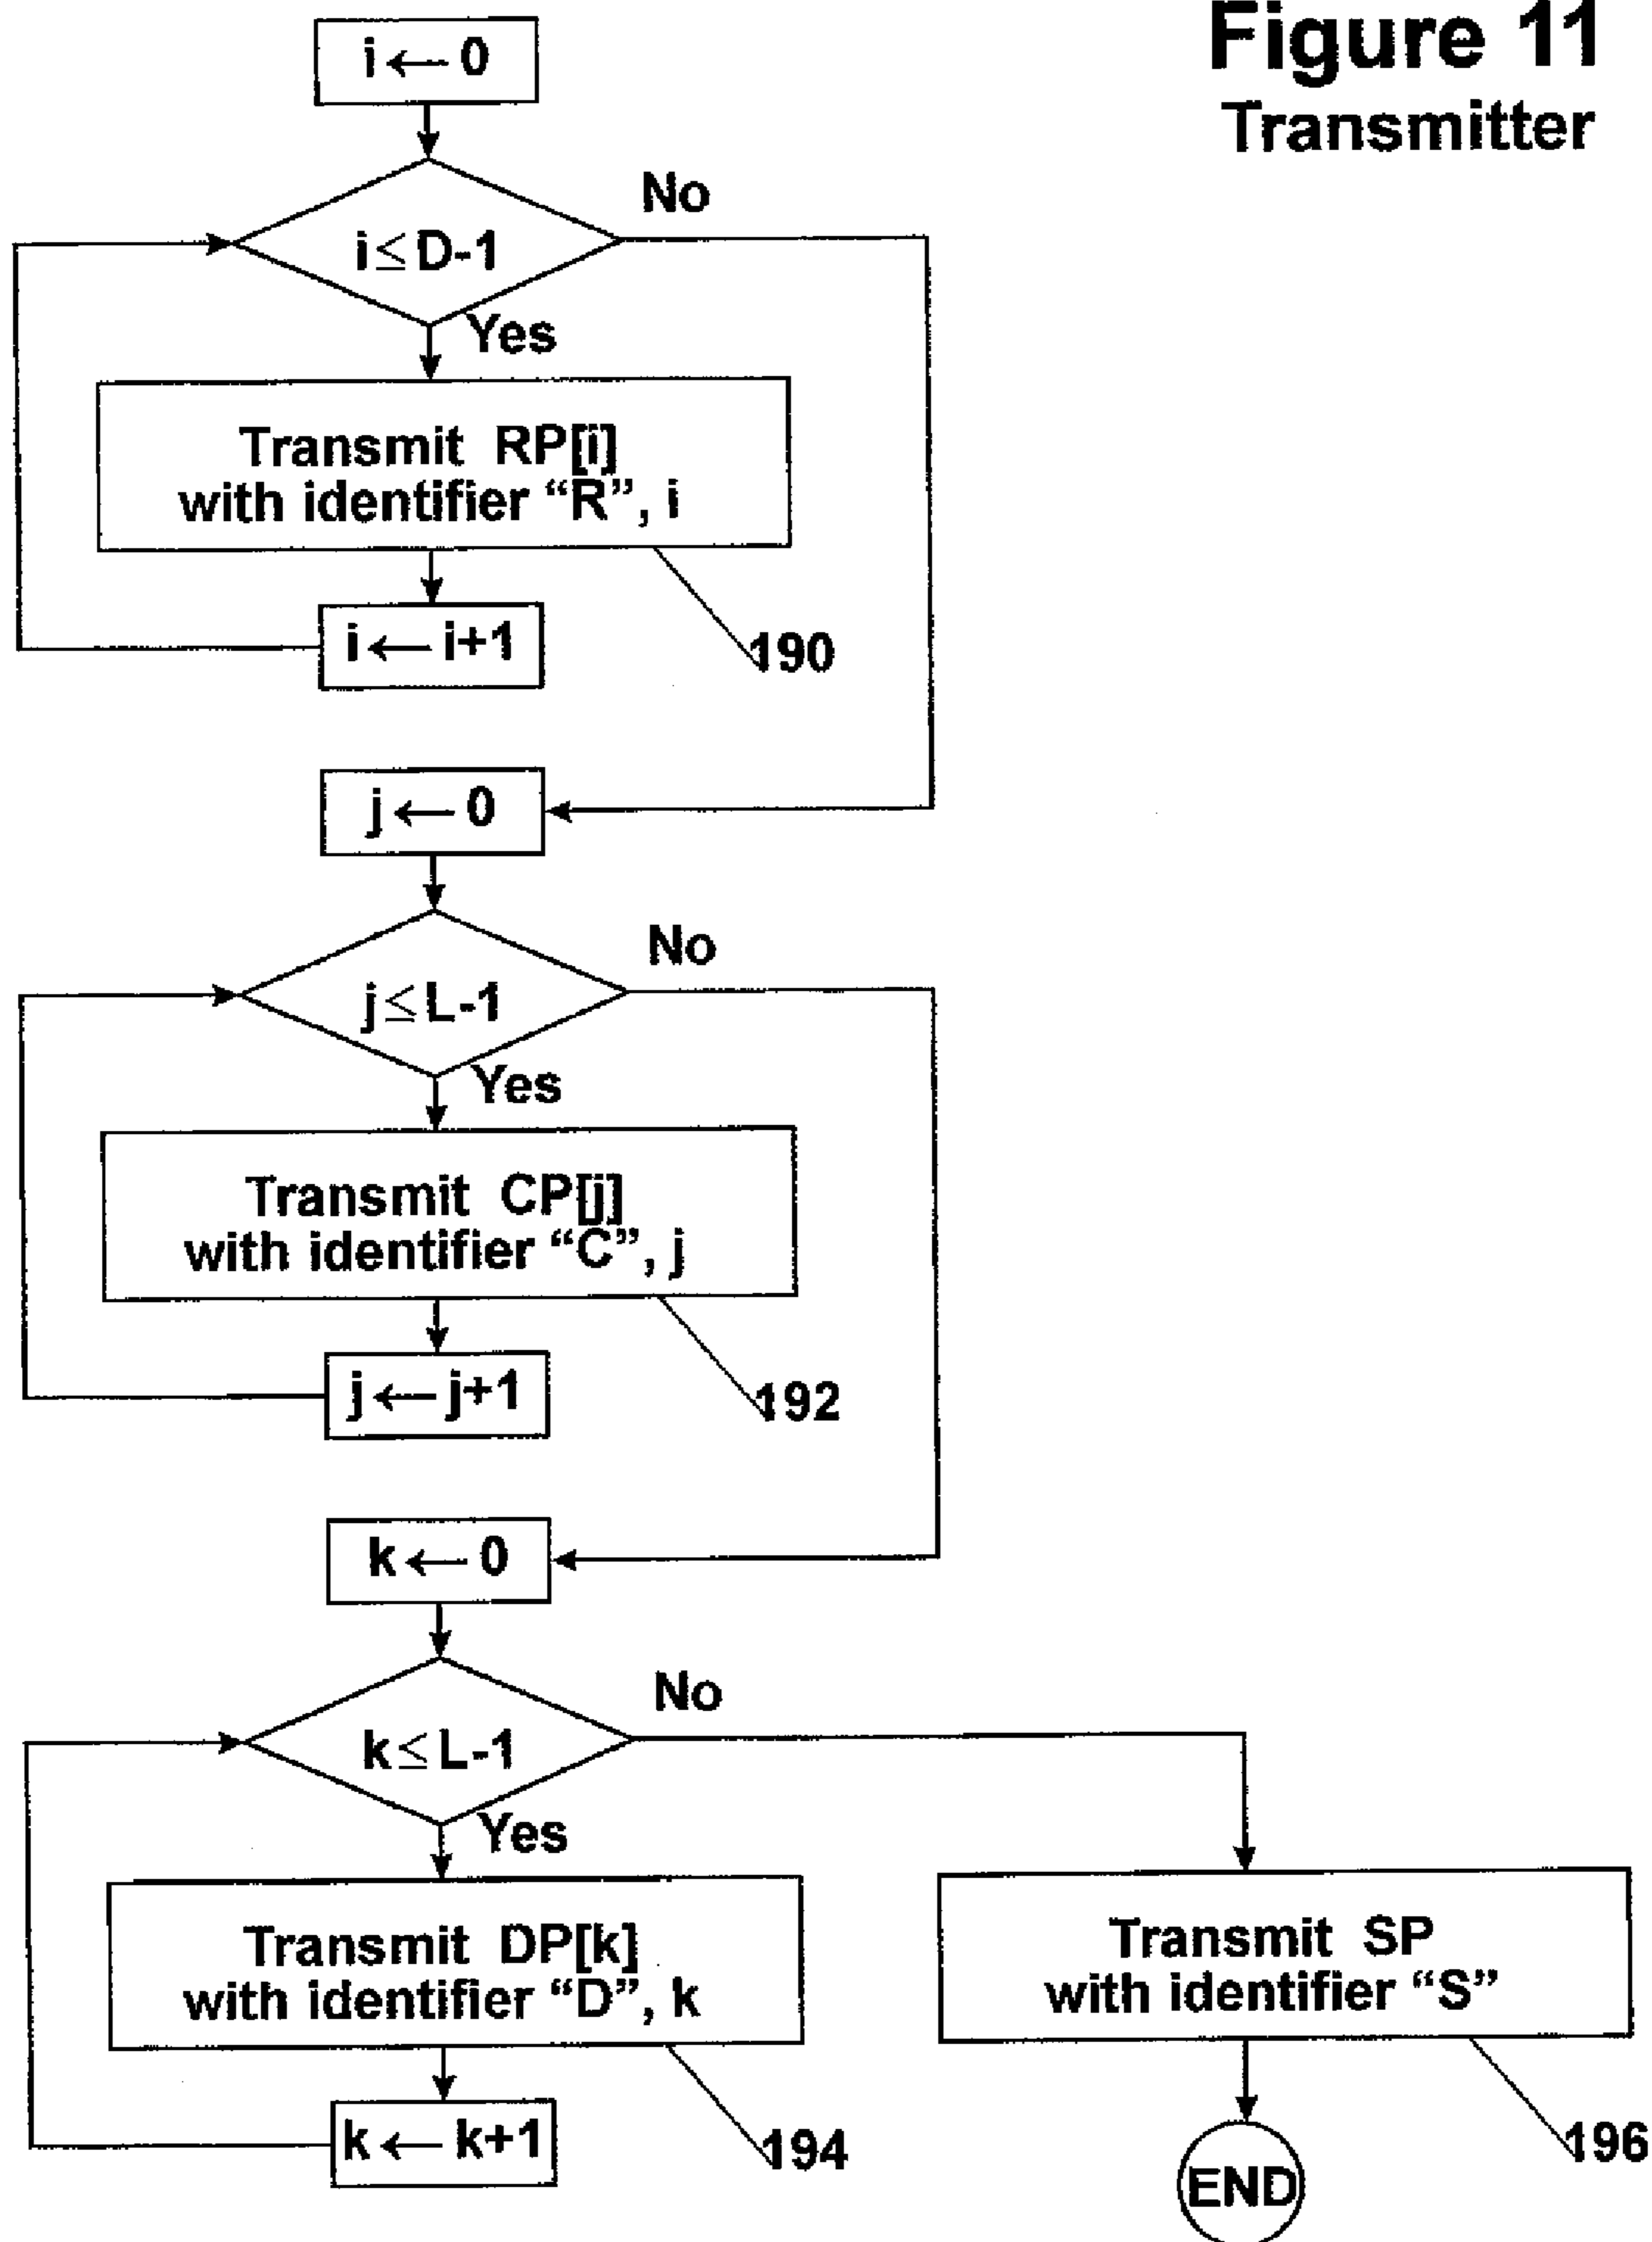 Figure 11
Transmitter
i ← 0
i ≤ D-1
No
Yes
Transmit RP[i]
with identifier “R”, i
190
i ← i+1
j ← 0
j ≤ L-1
No
Yes
Transmit CP[j]
with identifier “C”, j
192
j ← j+1
k ← 0
k ≤ L-1
No
Yes
Transmit DP[k]
with identifier “D”, k
194
k ← k+1
Transmit SP
with identifier “S”
196
END